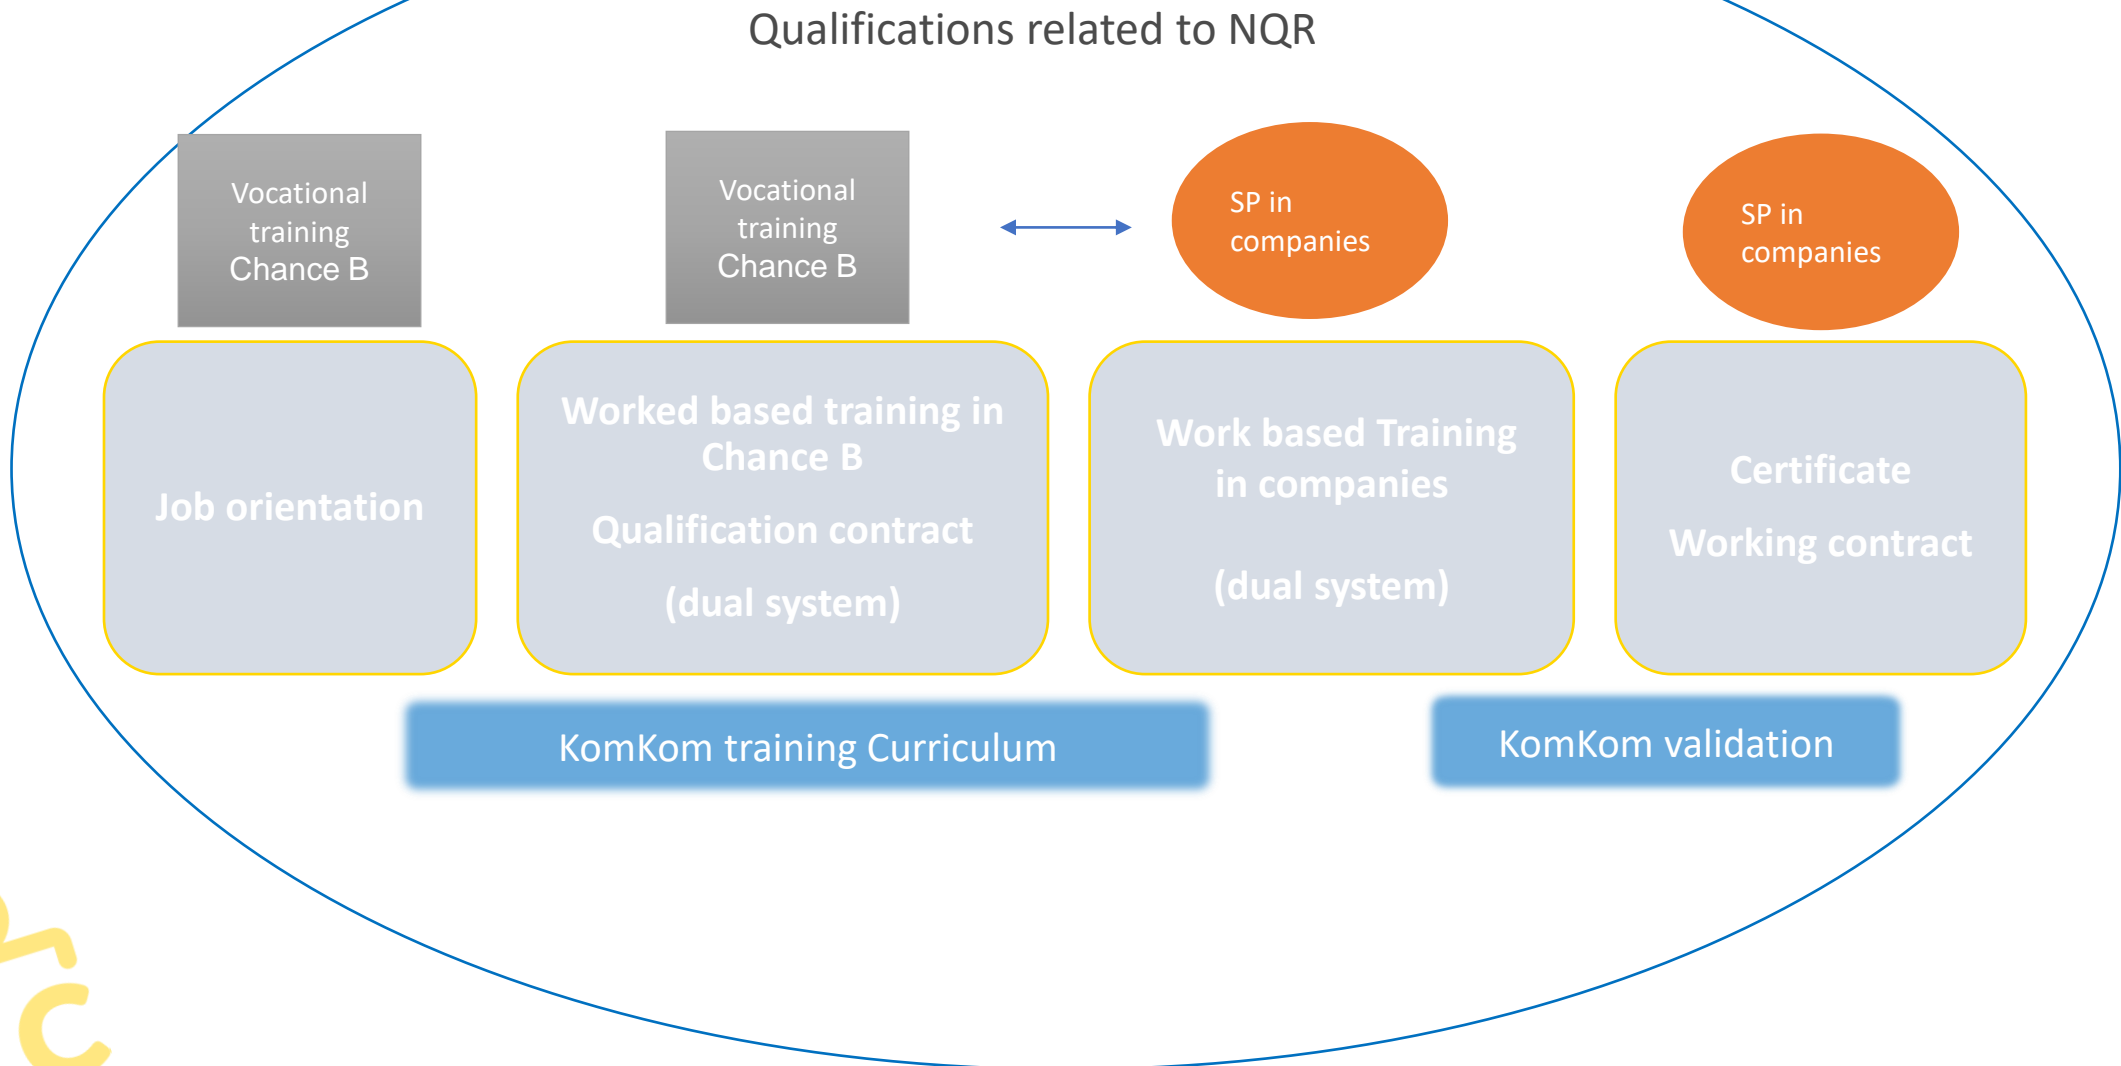 Qualifications related to NQR
Vocational
training
Chance B
Vocational
training
Chance B
SP in
companies
SP in
companies
Job orientation
Worked based training in
Chance B
Qualification contract
(dual system)
Work based Training
in companies
(dual system)
Certificate
Working contract
KomKom training Curriculum
KomKom validation